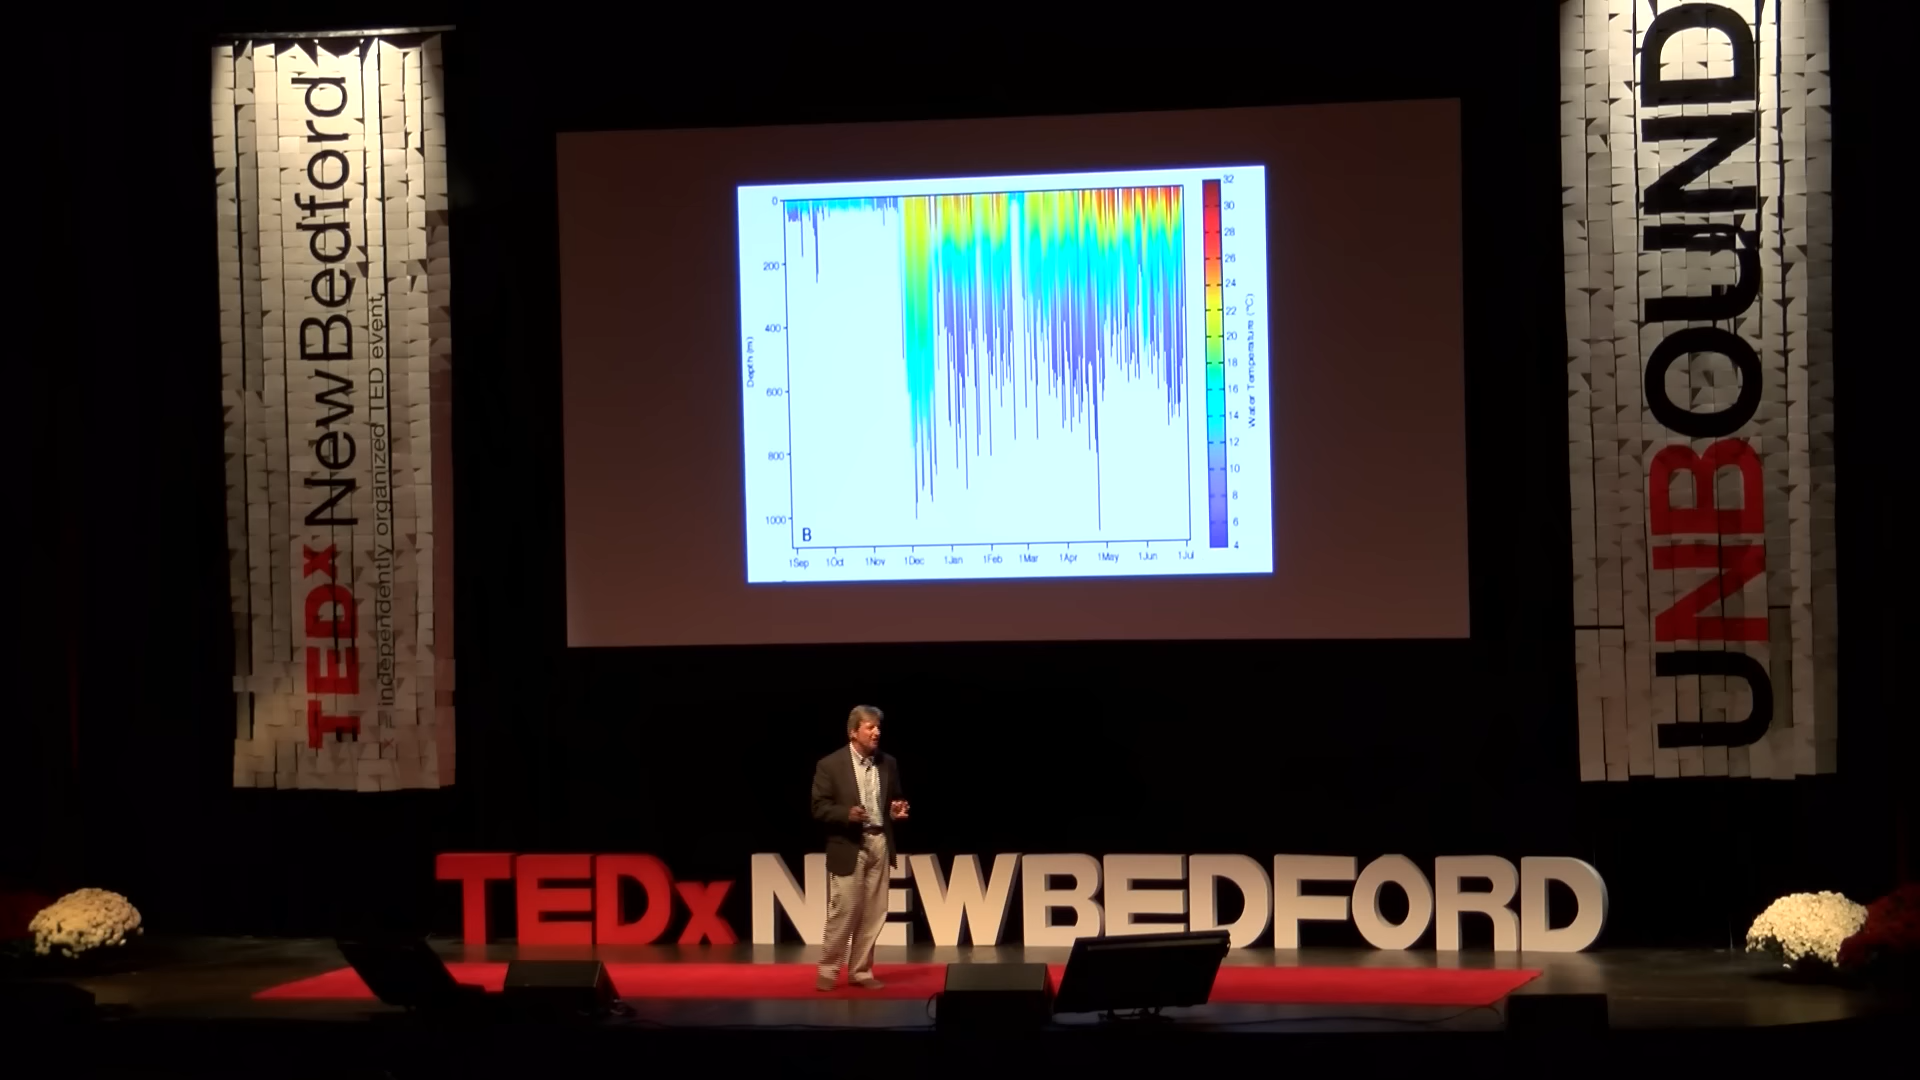 TEDxNewBedford
x = independently organized TED event
UNBOUND
0
200
400
600
800
1000
Depth (m)
B
1Sep 1Oct 1Nov 1Dec 1Jan 1Feb 1Mar 1Apr 1May 1Jun 1Jul
32
30
28
26
24
22
20
18
16
14
12
10
8
6
4
Water Temperature (°C)
TEDxNEWBEDFORD